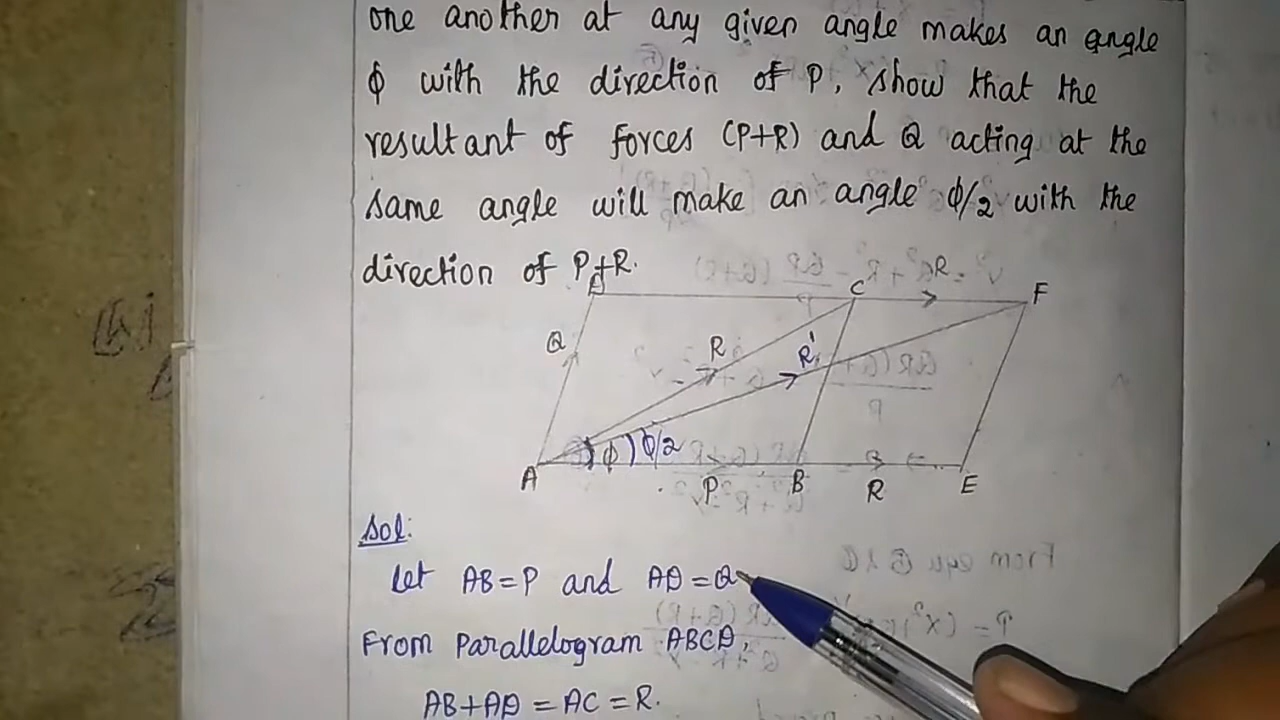 one another at any given angle makes an angle
ϕ with the direction of P, show that the
resultant of forces (P+R) and Q acting at the
same angle will make an angle ϕ/2 with the
direction of P+R.
D C R F
Q R R'
ϕ ϕ/2
A P B R E
Sol:
Let AB=P and AD=Q
From Parallelogram ABCD,
AB+AD = AC = R.